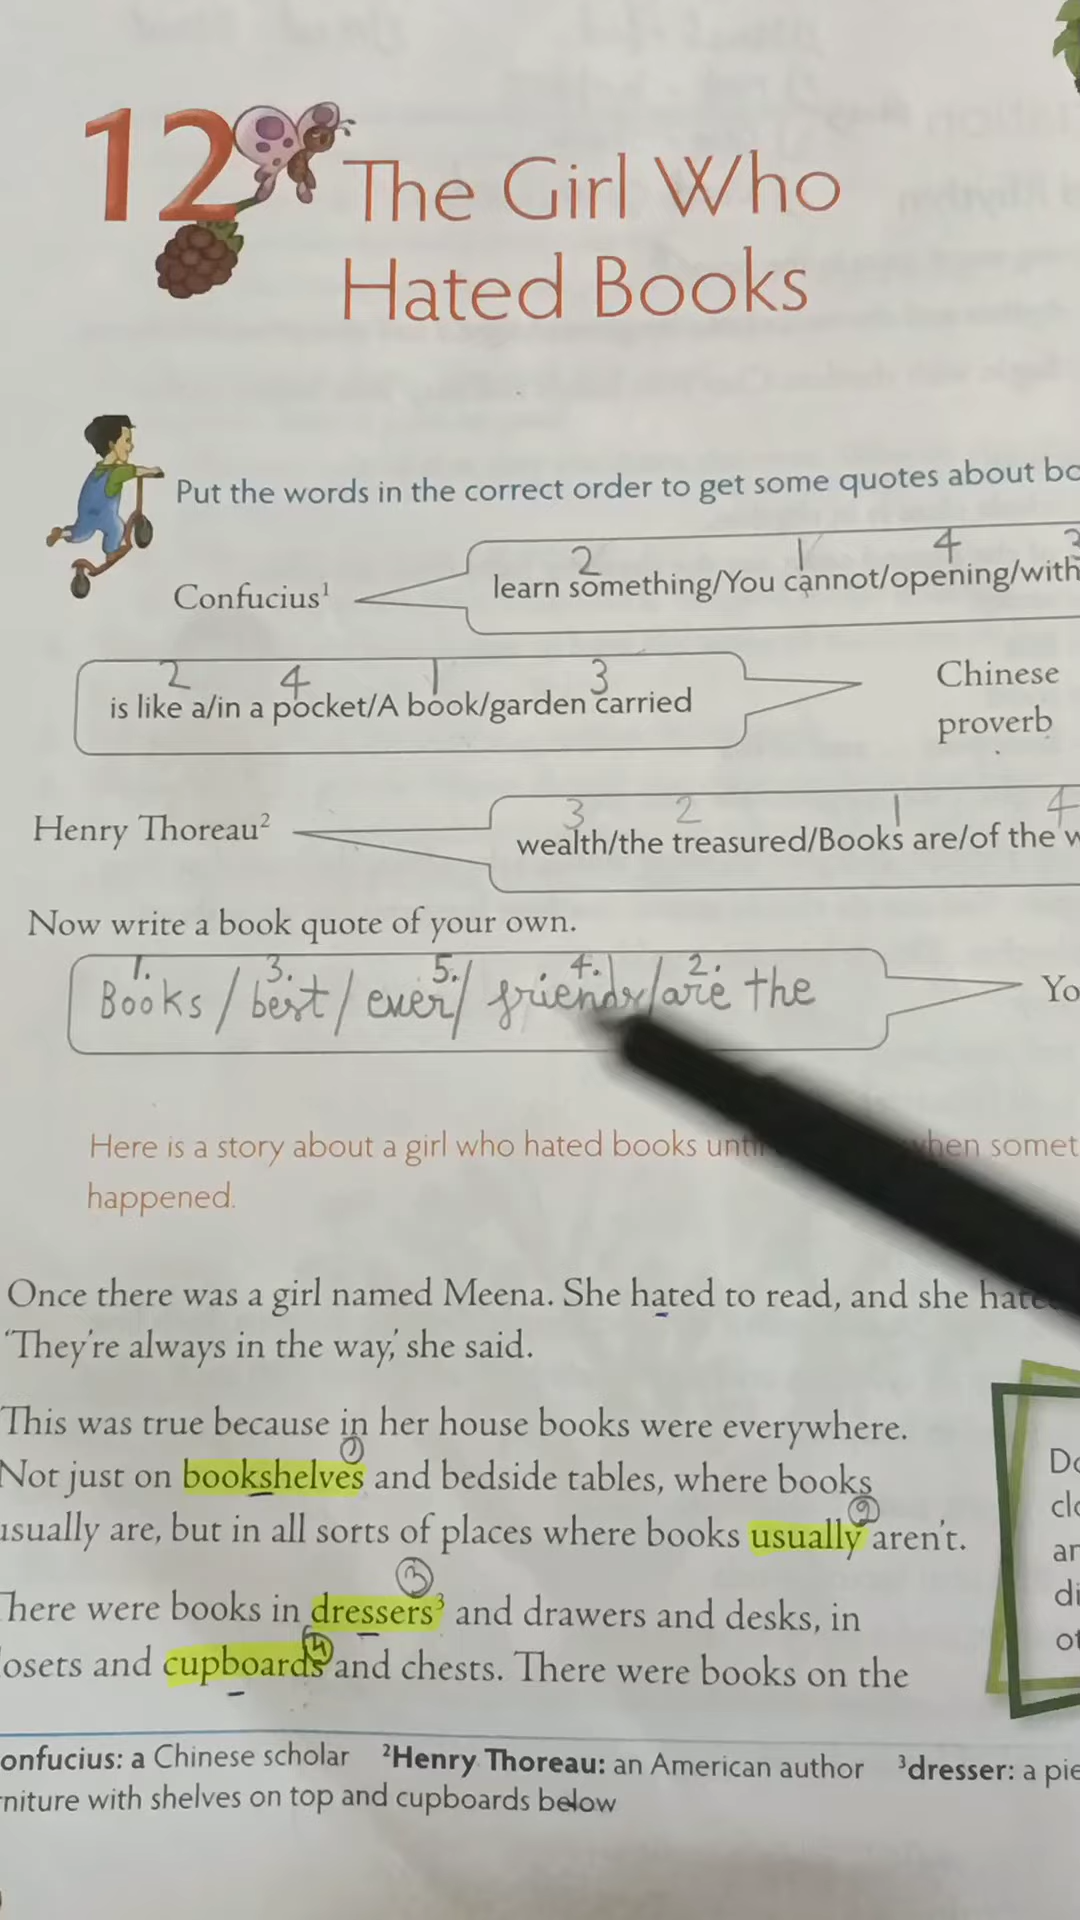 12
The Girl Who
Hated Books
Put the words in the correct order to get some quotes about
2 1 4
Confucius¹ learn something/You cannot/opening/with
2 4 1 3
is like a/in a pocket/A book/garden carried
Chinese
proverb
3 2 1 4
Henry Thoreau² wealth/the treasured/Books are/of the
Now write a book quote of your own.
1. 3. 5. 4. 2.
Books / best / ever / friends / are the
Here is a story about a girl who hated books when
happened.
Once there was a girl named Meena. She hated to read, and she
'They're always in the way,' she said.
This was true because in her house books were everywhere.
1
Not just on bookshelves and bedside tables, where books
2
usually are, but in all sorts of places where books usually aren't.
3
There were books in dressers³ and drawers and desks, in
4
and cupboards and chests. There were books on the
a Chinese scholar ²Henry Thoreau: an American author ³dresser: a
with shelves on top and cupboards below